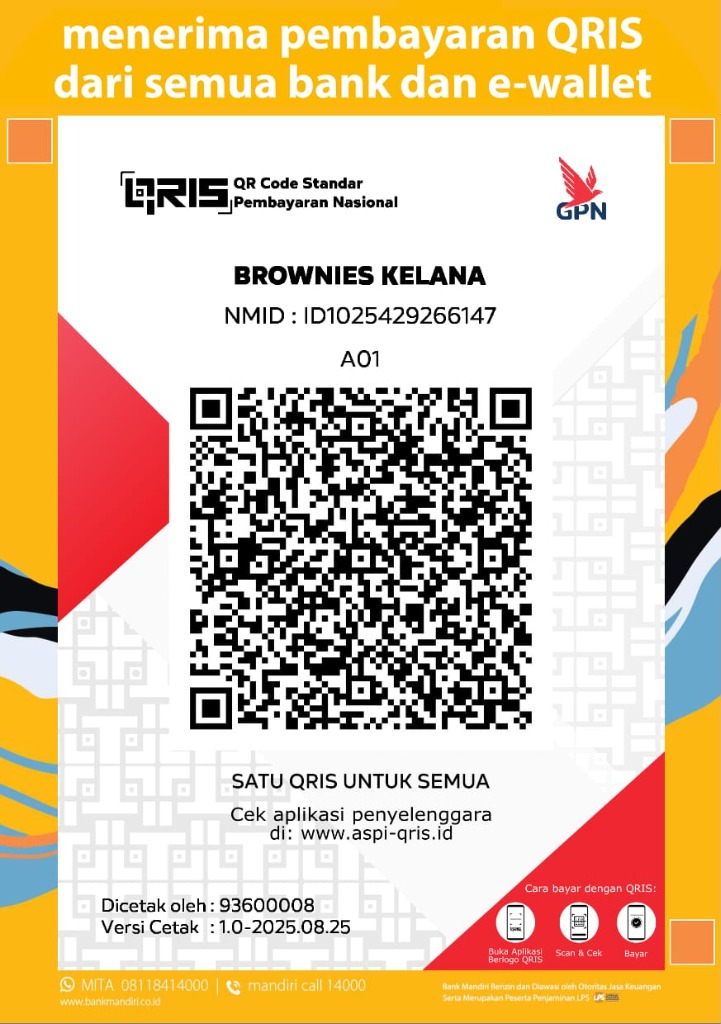 menerima pembayaran QRIS
dari semua bank dan e-wallet
QRIS QR Code Standar
Pembayaran Nasional
GPN
BROWNIES KELANA
NMID : ID1025429266147
A01
SATU QRIS UNTUK SEMUA
Cek aplikasi penyelenggara
di: www.aspi-qris.id
Dicetak oleh : 93600008
Versi Cetak : 1.0-2025.08.25
Cara bayar dengan QRIS:
Buka Aplikasi
Berlogo QRIS
Scan & Cek
Bayar
MITA 08118414000 | mandiri call 14000
www.bankmandiri.co.id
Bank Mandiri Berizin dan Diawasi oleh Otoritas Jasa Keuangan
Serta Merupakan Peserta Penjaminan LPS